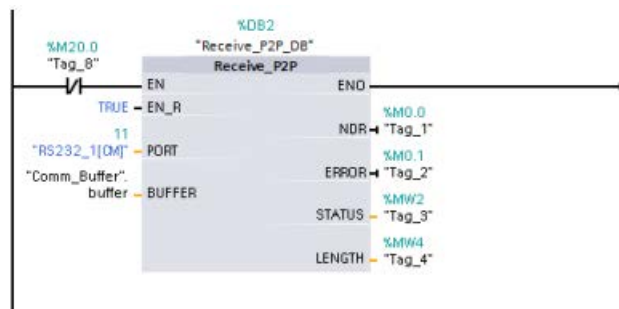 %DB2
%M20.0
"Receive_P2P_DB"
"Tag_8"
Receive_P2P
EN
ENO
TRUE
EN_R
%M0.0
NDR
"Tag_1"
11
"RS232_1[CM]"
PORT
%M0.1
ERROR
"Tag_2"
"Comm_Buffer".
buffer
BUFFER
%MW2
STATUS
"Tag_3"
%MW4
LENGTH
"Tag_4"